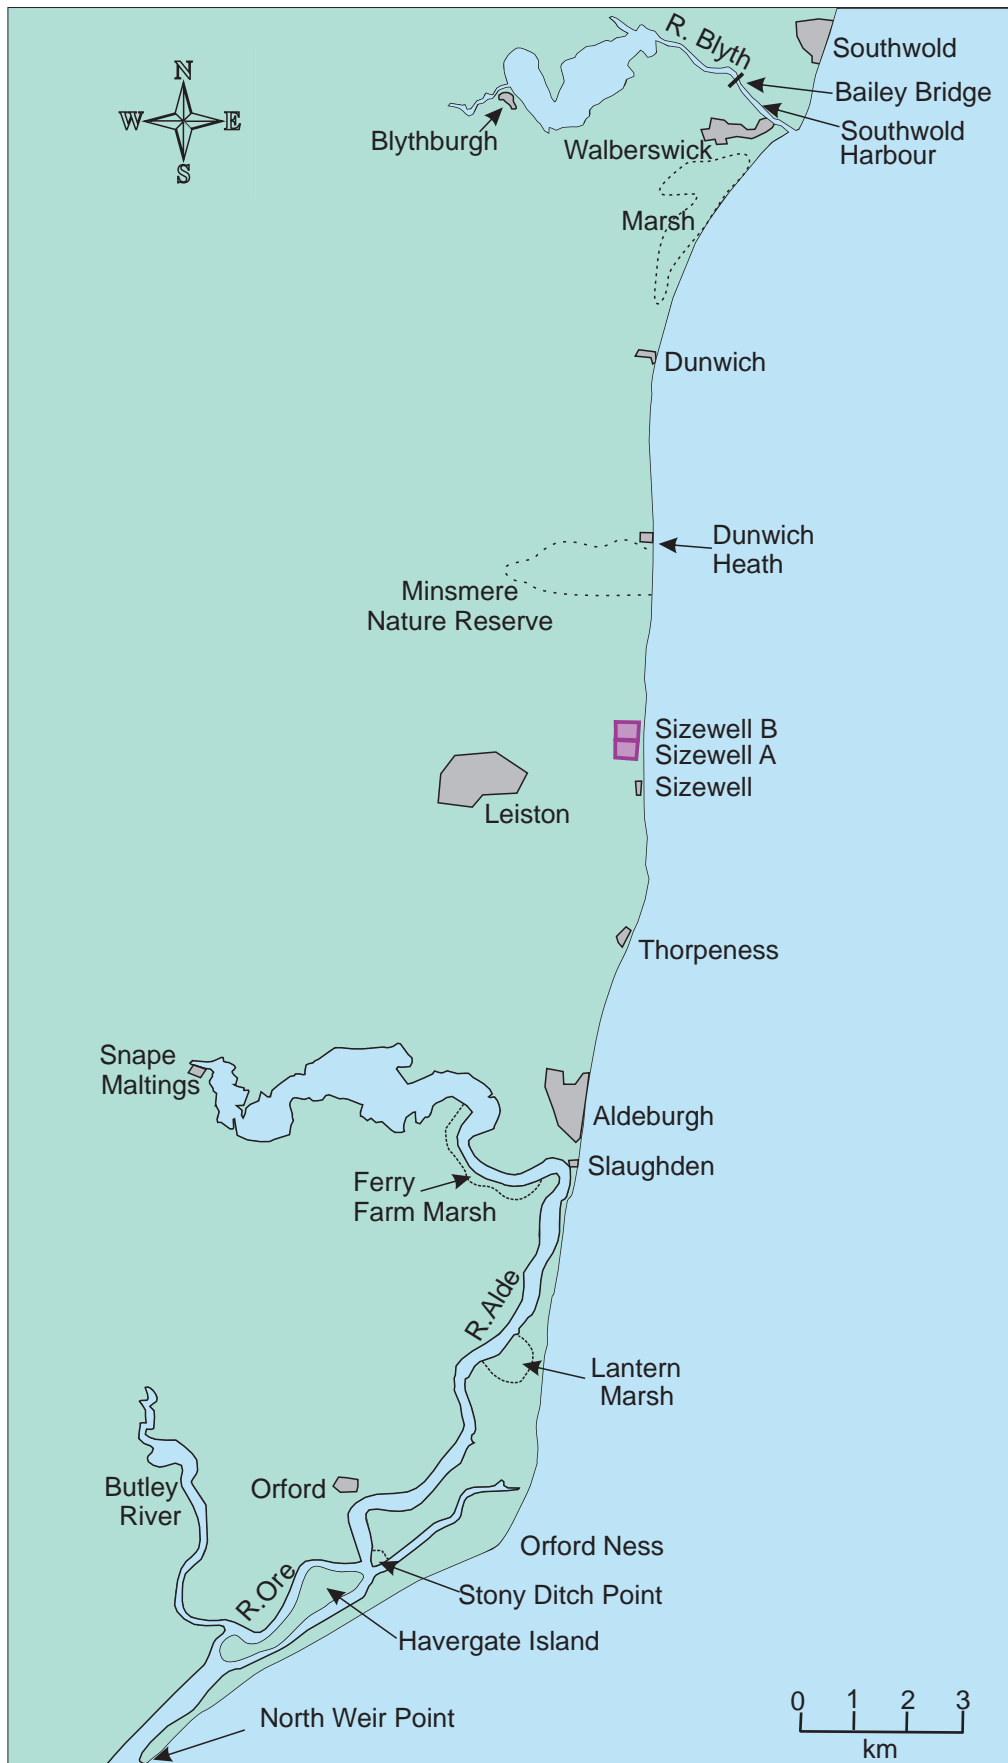 R. Blyth
Southwold
N
Bailey Bridge
W E
Southwold
Harbour
Blythburgh
Walberswick
S
Marsh
Dunwich
Dunwich
Heath
Minsmere
Nature Reserve
Sizewell B
Sizewell A
Sizewell
Leiston
Thorpeness
Snape
Maltings
Aldeburgh
Slaughden
Ferry
Farm Marsh
R.Alde
Lantern
Marsh
Butley
River
Orford
Orford Ness
R.Ore
Stony Ditch Point
Havergate Island
North Weir Point
0 1 2 3
km